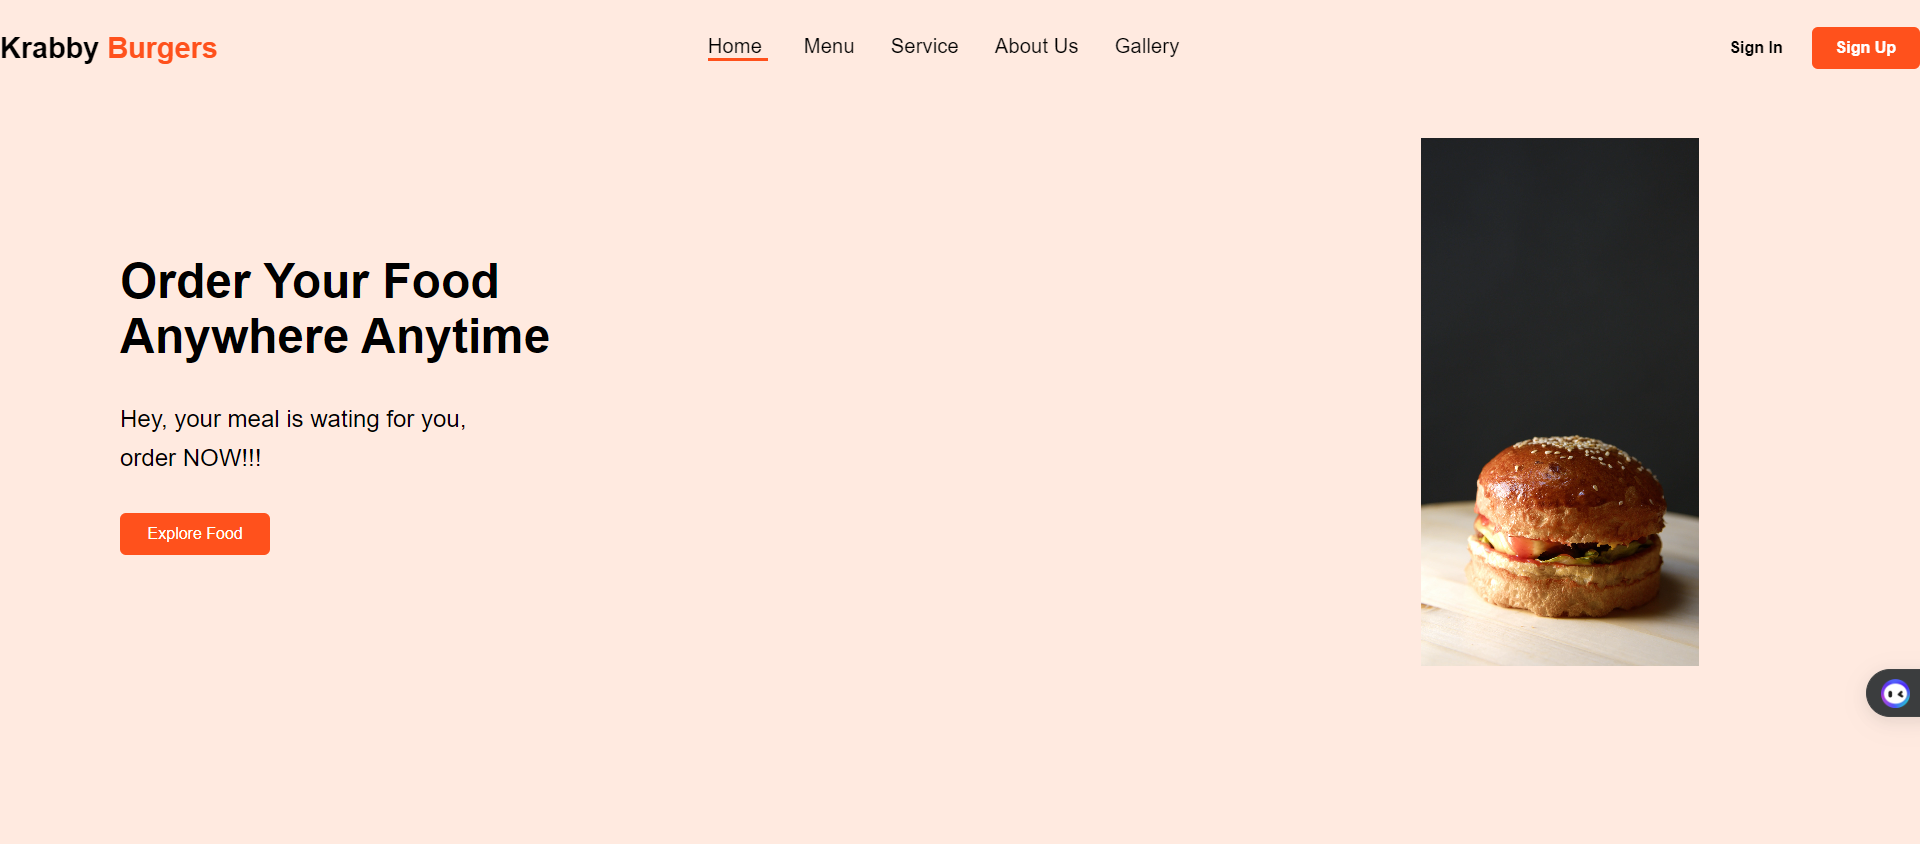 Krabby Burgers
Home Menu Service About Us Gallery
Sign In Sign Up
Order Your Food
Anywhere Anytime
Hey, your meal is wating for you,
order NOW!!!
Explore Food